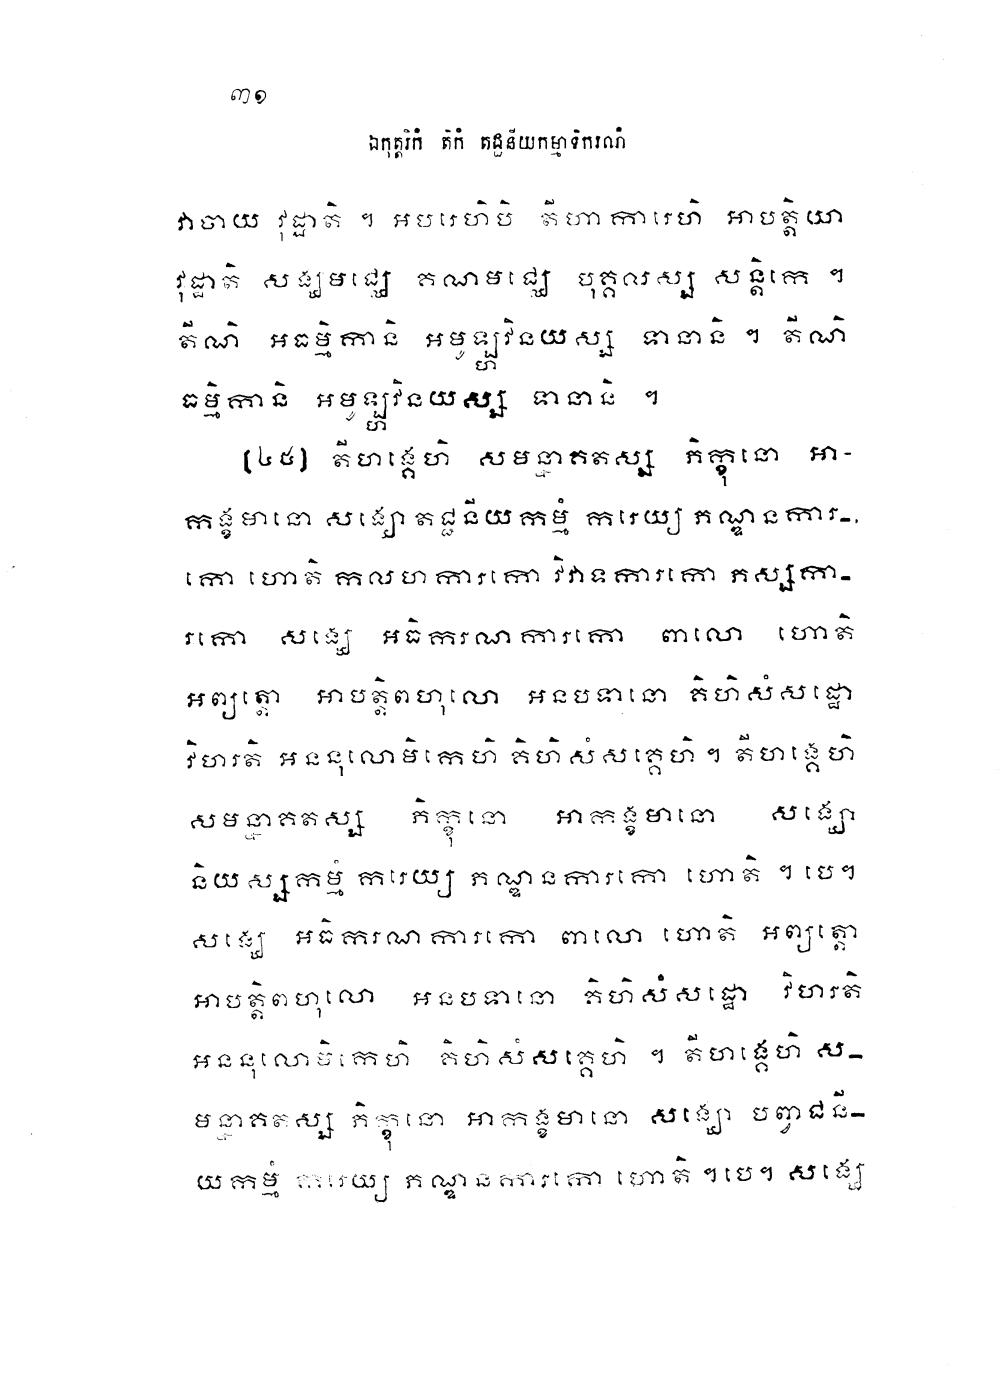 ៣១
ឯកុត្តរិកំ តិកំ តជ្ជនីយកម្មាទិករណំ
វាចាយ វុដ្ឋាតិ ។ អបរេហិបិ តីហាការេហិ អាបត្តិយា
វុដ្ឋាតិ សង្ឃមជ្ឈេ គណមជ្ឈេ បុគ្គលស្ស សន្តិកេ ។
តីណិ អធម្មិកានិ អមូឡ្ហវិនយស្ស ទានានិ ។ តីណិ
ធម្មិកានិ អមូឡ្ហវិនយស្ស ទានានិ ។
(៤៥) តីហង្គេហិ សមន្នាគតស្ស ភិក្ខុនោ អា-
កង្ខមានោ សង្ឃោ តជ្ជនីយកម្មំ ករេយ្យ ភណ្ឌនការ-
កោ ហោតិ កលហការកោ វិវាទការកោ ភស្សកា-
រកោ សង្ឃេ អធិករណការកោ ពាលោ ហោតិ
អព្យត្តោ អាបត្តិពហុលោ អនបទានោ គិហិសំសដ្ឋោ
វិហរតិ អននុលោមិកេហិ គិហិសំសគ្គេហិ ។ តីហង្គេហិ
សមន្នាគតស្ស ភិក្ខុនោ អាកង្ខមានោ សង្ឃោ
និយស្សកម្មំ ករេយ្យ ភណ្ឌនការកោ ហោតិ ។ បេ។
សង្ឃេ អធិករណការកោ ពាលោ ហោតិ អព្យត្តោ
អាបត្តិពហុលោ អនបទានោ គិហិសំសដ្ឋោ វិហរតិ
អននុលោមិកេហិ គិហិសំសគ្គេហិ ។ តីហង្គេហិ ស-
មន្នាគតស្ស ភិក្ខុនោ អាកង្ខមានោ សង្ឃោ បញ្វាជនី-
យកម្មំ ករេយ្យ ភណ្ឌនការកោ ហោតិ ។បេ។ សង្ឃេ